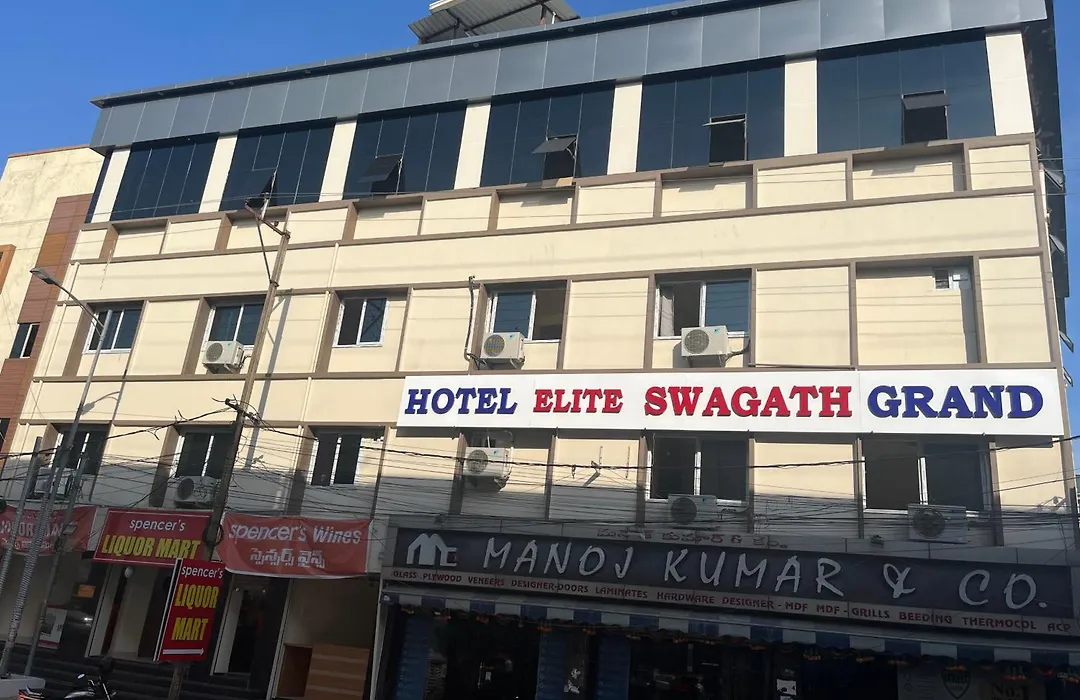 HOTEL ELITE SWAGATH GRAND
spencer's
LIQUOR MART
spencer's Wines
స్పెన్సర్స్ వైన్స్
spencer's
LIQUOR
MART
MANOJ KUMAR & CO.
GLASS PLYWOOD VENEERS DESIGNER-DOORS LAMINATES HARDWARE DESIGNER - MDF MDF - GRILLS BEEDING THERMOCOL ACP